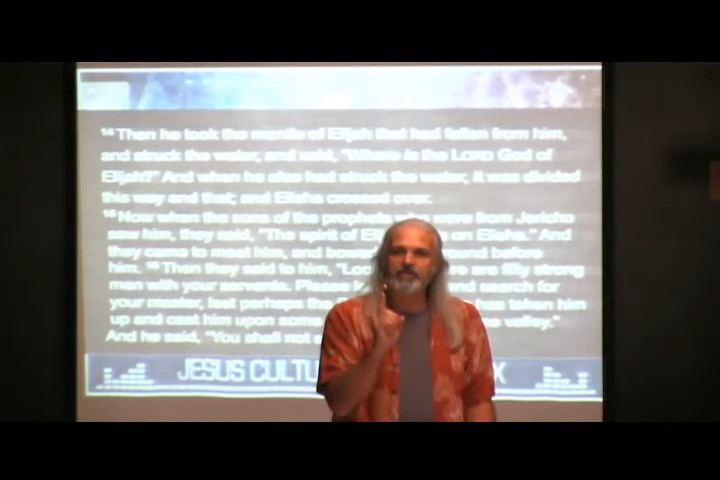 14 Then he took the mantle of Elijah that had fallen from him,
and struck the water, and said, "Where is the LORD God of
Elijah?" And when he also had struck the water, it was divided
this way and that; and Elisha crossed over.
15 Now when the sons of the prophets were from Jericho
saw him, they said, "The spirit of on Elisha." And
they came to meet him, and ground before
him. 16 Then they said to him, are fifty strong
men with your servants. Please and search for
your master, lest perhaps the has taken him
up and cast him upon valley."
And he said, "You shall not
JESUS CULTU X